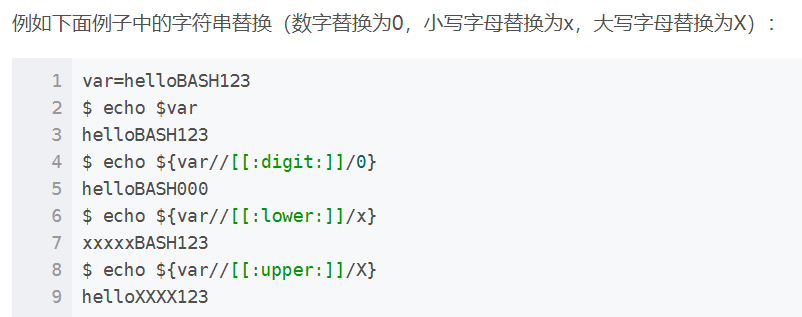 例如下面例子中的字符串替换（数字替换为0，小写字母替换为x，大写字母替换为X）：
1 var=helloBASH123
2 $ echo $var
3 helloBASH123
4 $ echo ${var//[[:digit:]]/0}
5 helloBASH000
6 $ echo ${var//[[:lower:]]/x}
7 xxxxxBASH123
8 $ echo ${var//[[:upper:]]/X}
9 helloXXXX123